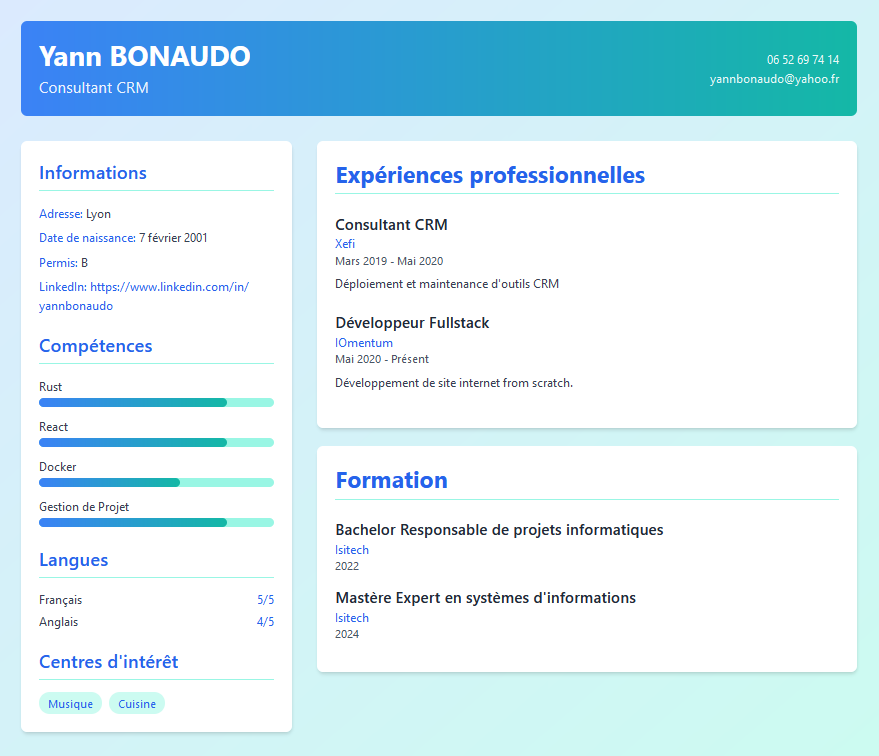 Yann BONAUDO
Consultant CRM
06 52 69 74 14
yannbonaudo@yahoo.fr
Informations
Adresse: Lyon
Date de naissance: 7 février 2001
Permis: B
LinkedIn: https://www.linkedin.com/in/
yannbonaudo
Compétences
Rust
React
Docker
Gestion de Projet
Langues
Français 5/5
Anglais 4/5
Centres d'intérêt
Musique Cuisine
Expériences professionnelles
Consultant CRM
Xefi
Mars 2019 - Mai 2020
Déploiement et maintenance d'outils CRM
Développeur Fullstack
IOmentum
Mai 2020 - Présent
Développement de site internet from scratch.
Formation
Bachelor Responsable de projets informatiques
Isitech
2022
Mastère Expert en systèmes d'informations
Isitech
2024